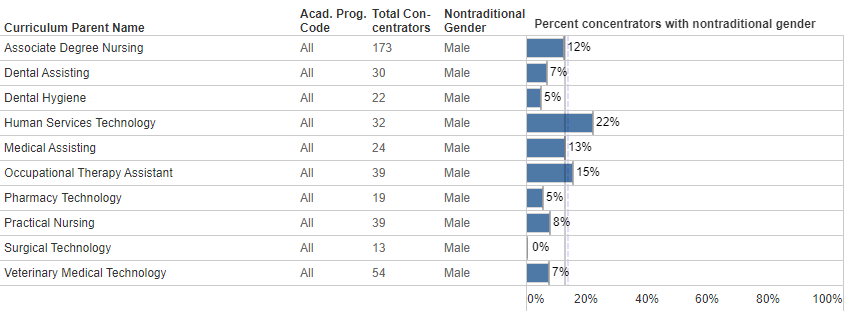 Curriculum Parent Name Acad. Prog. Code Total Con-centrators Nontraditional Gender Percent concentrators with nontraditional gender
Associate Degree Nursing All 173 Male 12%
Dental Assisting All 30 Male 7%
Dental Hygiene All 22 Male 5%
Human Services Technology All 32 Male 22%
Medical Assisting All 24 Male 13%
Occupational Therapy Assistant All 39 Male 15%
Pharmacy Technology All 19 Male 5%
Practical Nursing All 39 Male 8%
Surgical Technology All 13 Male 0%
Veterinary Medical Technology All 54 Male 7%
0% 20% 40% 60% 80% 100%